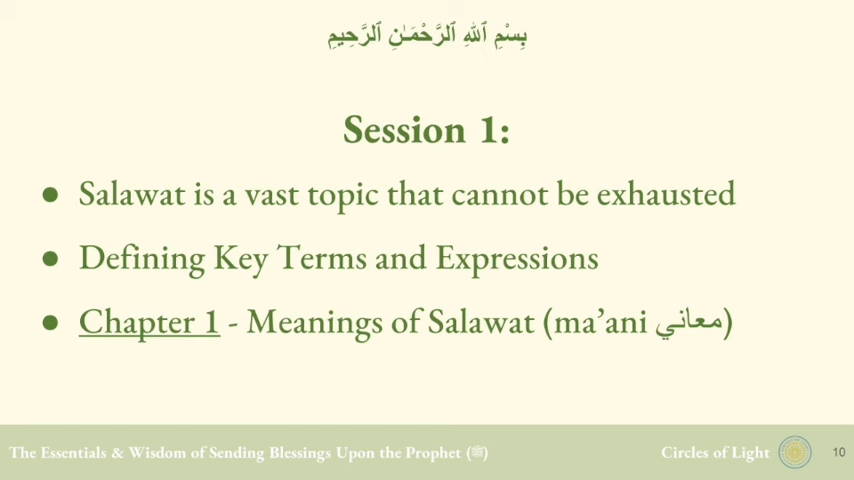 بِسْمِ ٱللهِ ٱلرَّحْمَـٰنِ ٱلرَّحِيمِ
Session 1:
● Salawat is a vast topic that cannot be exhausted
● Defining Key Terms and Expressions
● Chapter 1 - Meanings of Salawat (ma’ani معاني)
The Essentials & Wisdom of Sending Blessings Upon the Prophet (ﷺ)
Circles of Light
10